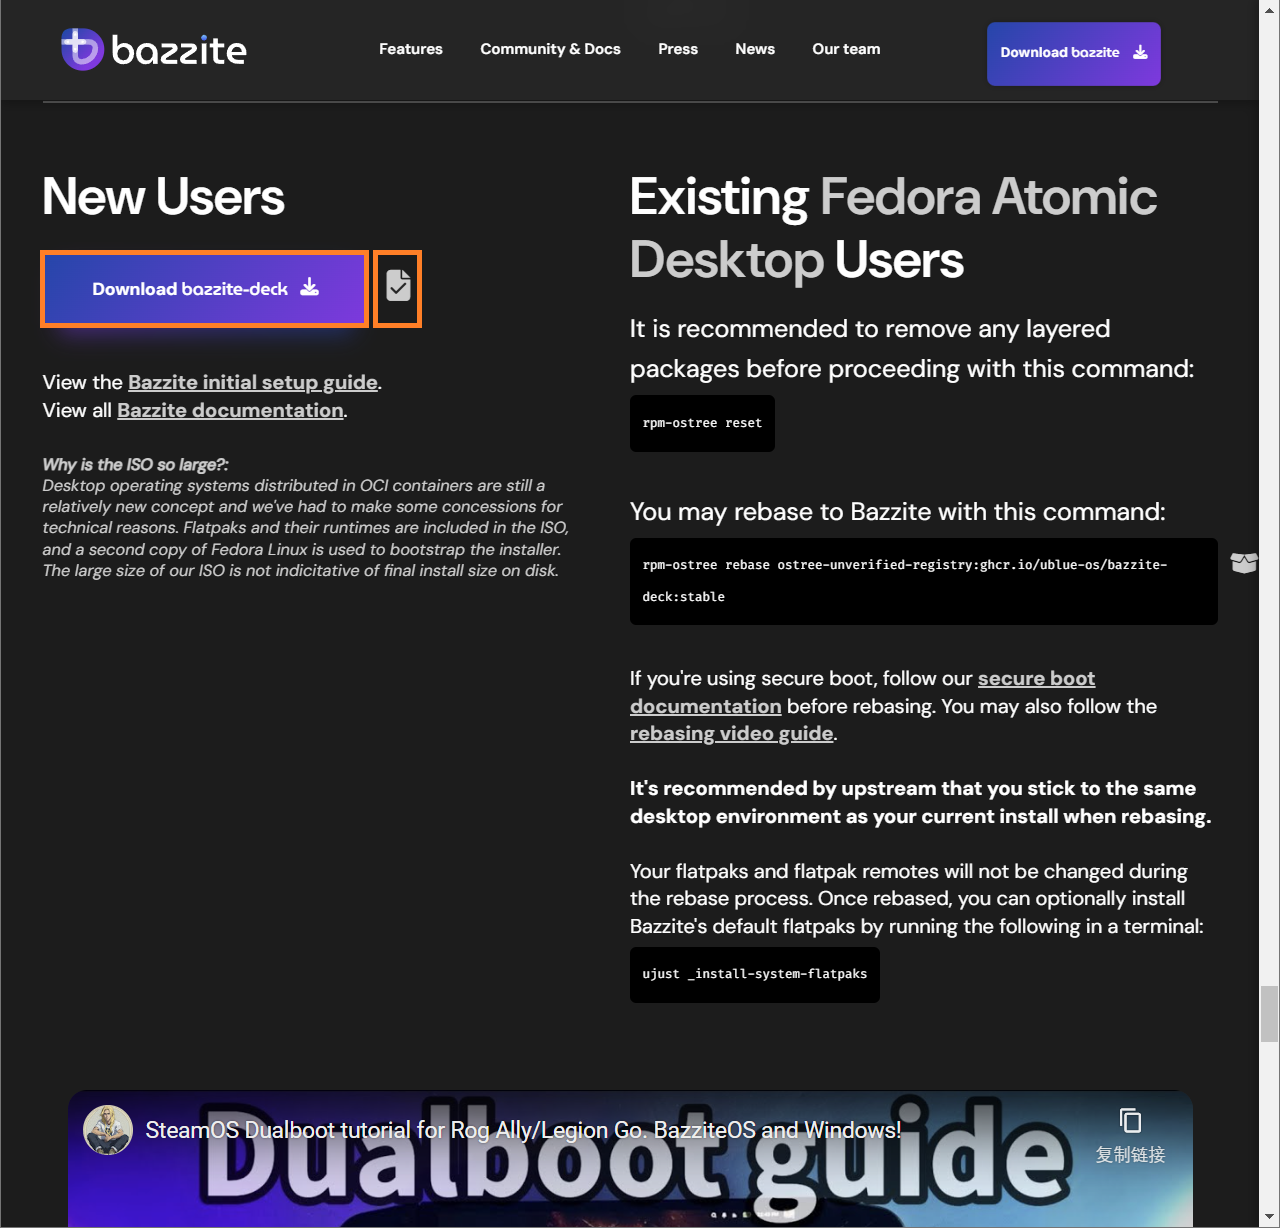 bazzite
Features
Community & Docs
Press
News
Our team
Download bazzite
New Users
Download bazzite-deck
View the Bazzite initial setup guide.
View all Bazzite documentation.
Why is the ISO so large?:
Desktop operating systems distributed in OCI containers are still a
relatively new concept and we've had to make some concessions for
technical reasons. Flatpaks and their runtimes are included in the ISO,
and a second copy of Fedora Linux is used to bootstrap the installer.
The large size of our ISO is not indicitative of final install size on disk.
Existing Fedora Atomic
Desktop Users
It is recommended to remove any layered
packages before proceeding with this command:
rpm-ostree reset
You may rebase to Bazzite with this command:
rpm-ostree rebase ostree-unverified-registry:ghcr.io/ublue-os/bazzite-
deck:stable
If you're using secure boot, follow our secure boot
documentation before rebasing. You may also follow the
rebasing video guide.
It's recommended by upstream that you stick to the same
desktop environment as your current install when rebasing.
Your flatpaks and flatpak remotes will not be changed during
the rebase process. Once rebased, you can optionally install
Bazzite's default flatpaks by running the following in a terminal:
ujust _install-system-flatpaks
SteamOS Dualboot tutorial for Rog Ally/Legion Go. BazziteOS and Windows!
复制链接
Dualboot guide